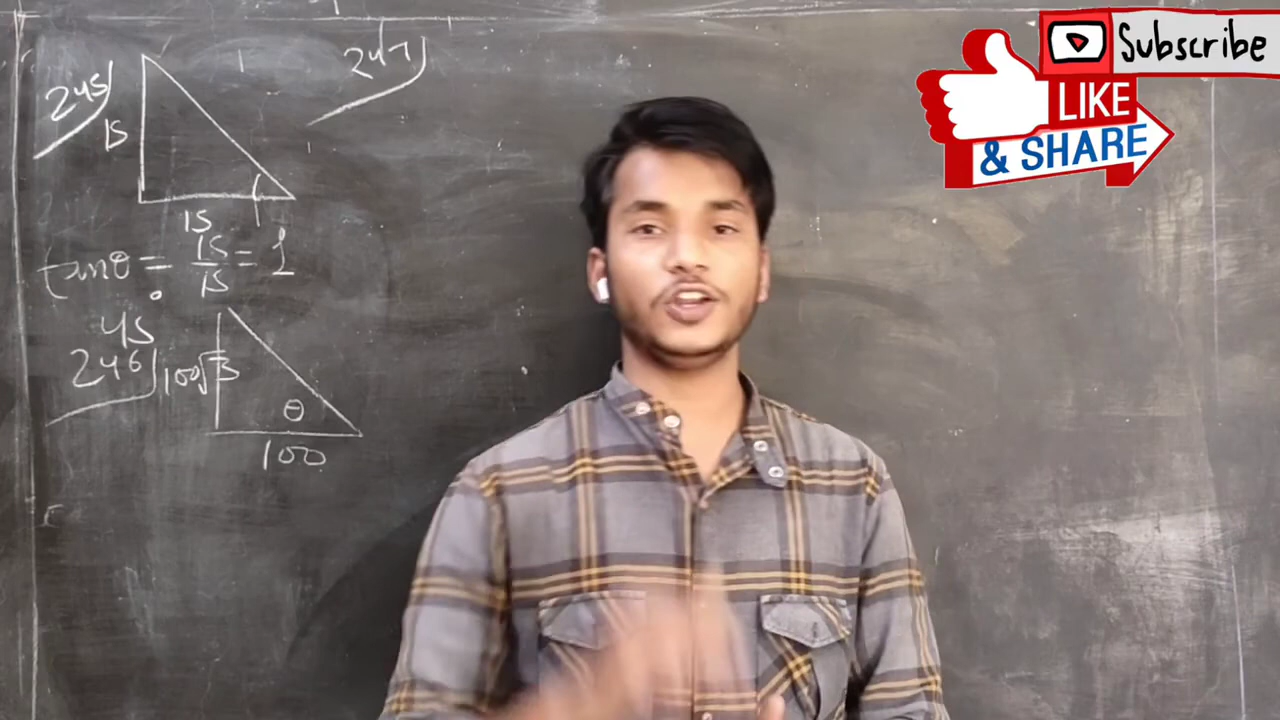 245
15
15
tanθ = 15/15 = 1
45°
246
100√3
θ
100
247
Subscribe
LIKE
& SHARE